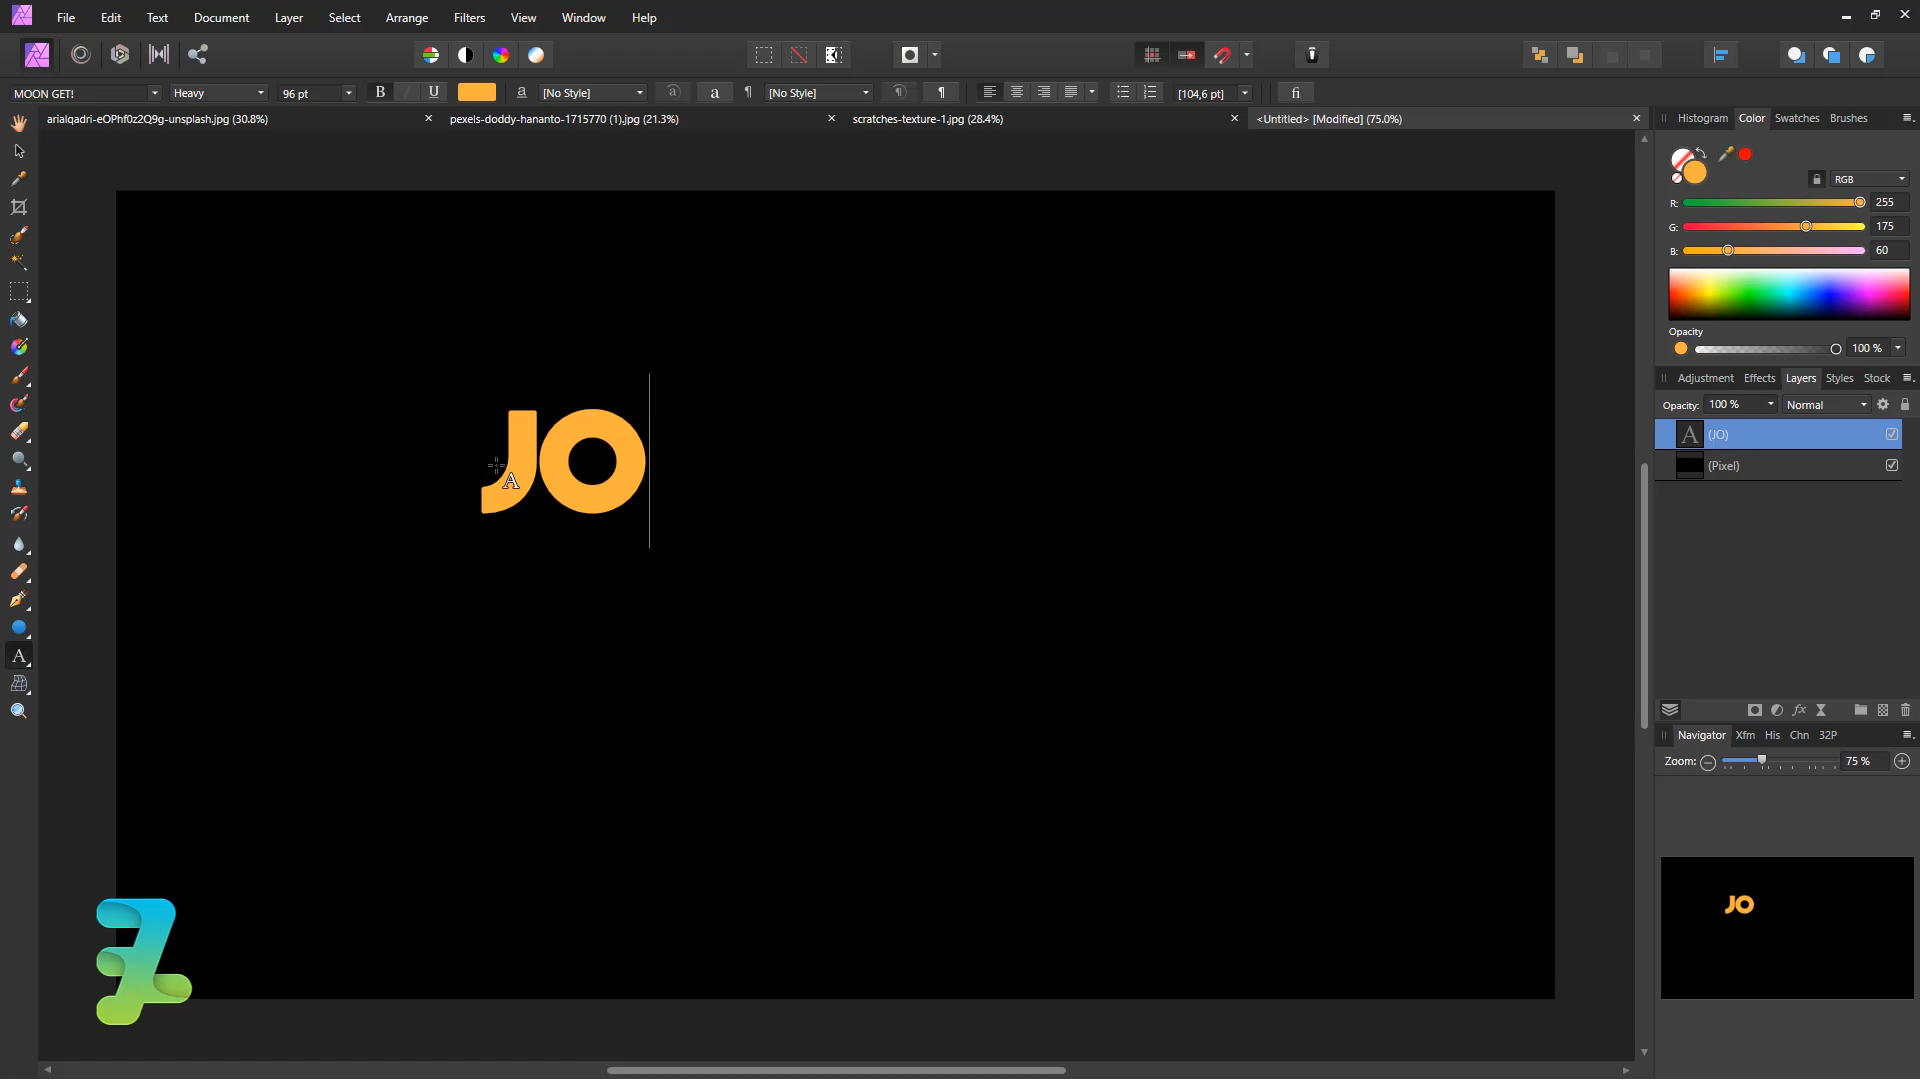 File Edit Text Document Layer Select Arrange Filters View Window Help
MOON GET! Heavy 96 pt B I U a [No Style] a a ¶ [No Style] ¶ ¶ [104,6 pt] fi
arialqadri-eOPhf0z2Q9g-unsplash.jpg (30.8%) pexels-doddy-hananto-1715770 (1).jpg (21.3%) scratches-texture-1.jpg (28.4%) <Untitled> [Modified] (75.0%)
Histogram Color Swatches Brushes
RGB
R: 255
G: 175
B: 60
Opacity
100 %
Adjustment Effects Layers Styles Stock
Opacity: 100 % Normal
A (JO)
(Pixel)
JO
A
A
fx
Navigator Xfm His Chn 32P
Zoom: 75 %
JO